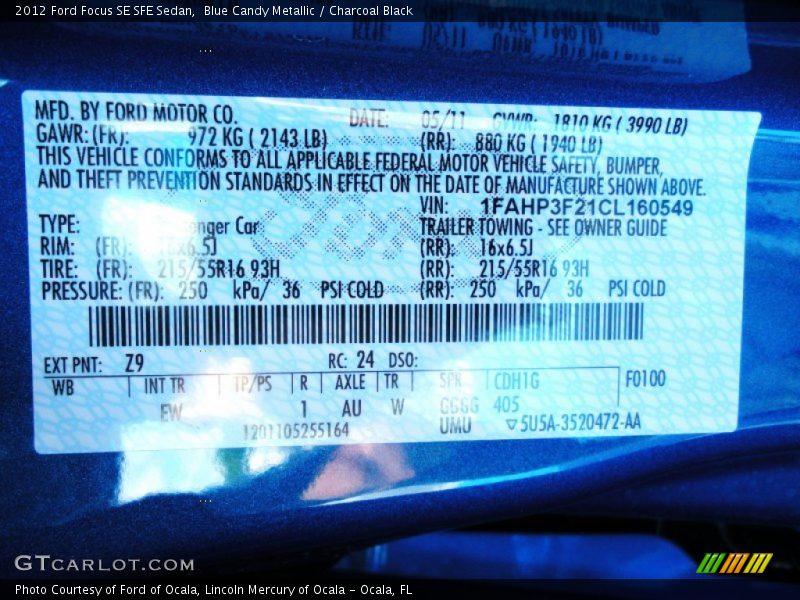 2012 Ford Focus SE SFE Sedan, Blue Candy Metallic / Charcoal Black
MFD. BY FORD MOTOR CO. DATE: 05/11 GVWR: 1810 KG ( 3990 LB)
GAWR: (FR): 972 KG ( 2143 LB) (RR): 880 KG ( 1940 LB)
THIS VEHICLE CONFORMS TO ALL APPLICABLE FEDERAL MOTOR VEHICLE SAFETY, BUMPER,
AND THEFT PREVENTION STANDARDS IN EFFECT ON THE DATE OF MANUFACTURE SHOWN ABOVE.
VIN: 1FAHP3F21CL160549
TYPE: Car TRAILER TOWING - SEE OWNER GUIDE
RIM: (FR): 16x6.5J (RR): 16x6.5J
TIRE: (FR): 215/55R16 93H (RR): 215/55R16 93H
PRESSURE: (FR): 250 kPa/ 36 PSI COLD (RR): 250 kPa/ 36 PSI COLD
EXT PNT: Z9 RC: 24 DSO:
WB INT TR TP/PS R AXLE TR SPR CDH1G F0100
EW 1 AU W GGGG 405
1201105255164 UMU ▽5U5A-3520472-AA
GTCARLOT.COM
Photo Courtesy of Ford of Ocala, Lincoln Mercury of Ocala - Ocala, FL